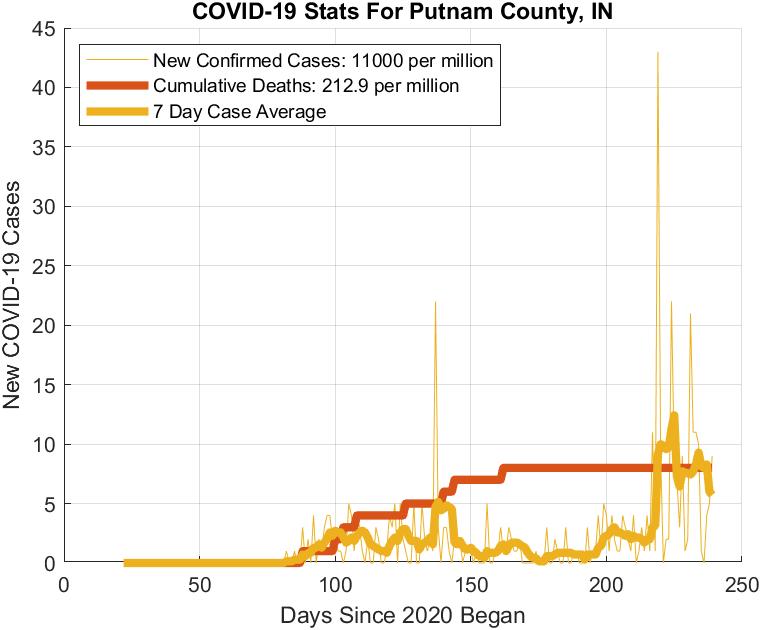 COVID-19 Stats For Putnam County, IN
New Confirmed Cases: 11000 per million
Cumulative Deaths: 212.9 per million
7 Day Case Average
New COVID-19 Cases
45
40
35
30
25
20
15
10
5
0
0 50 100 150 200 250
Days Since 2020 Began